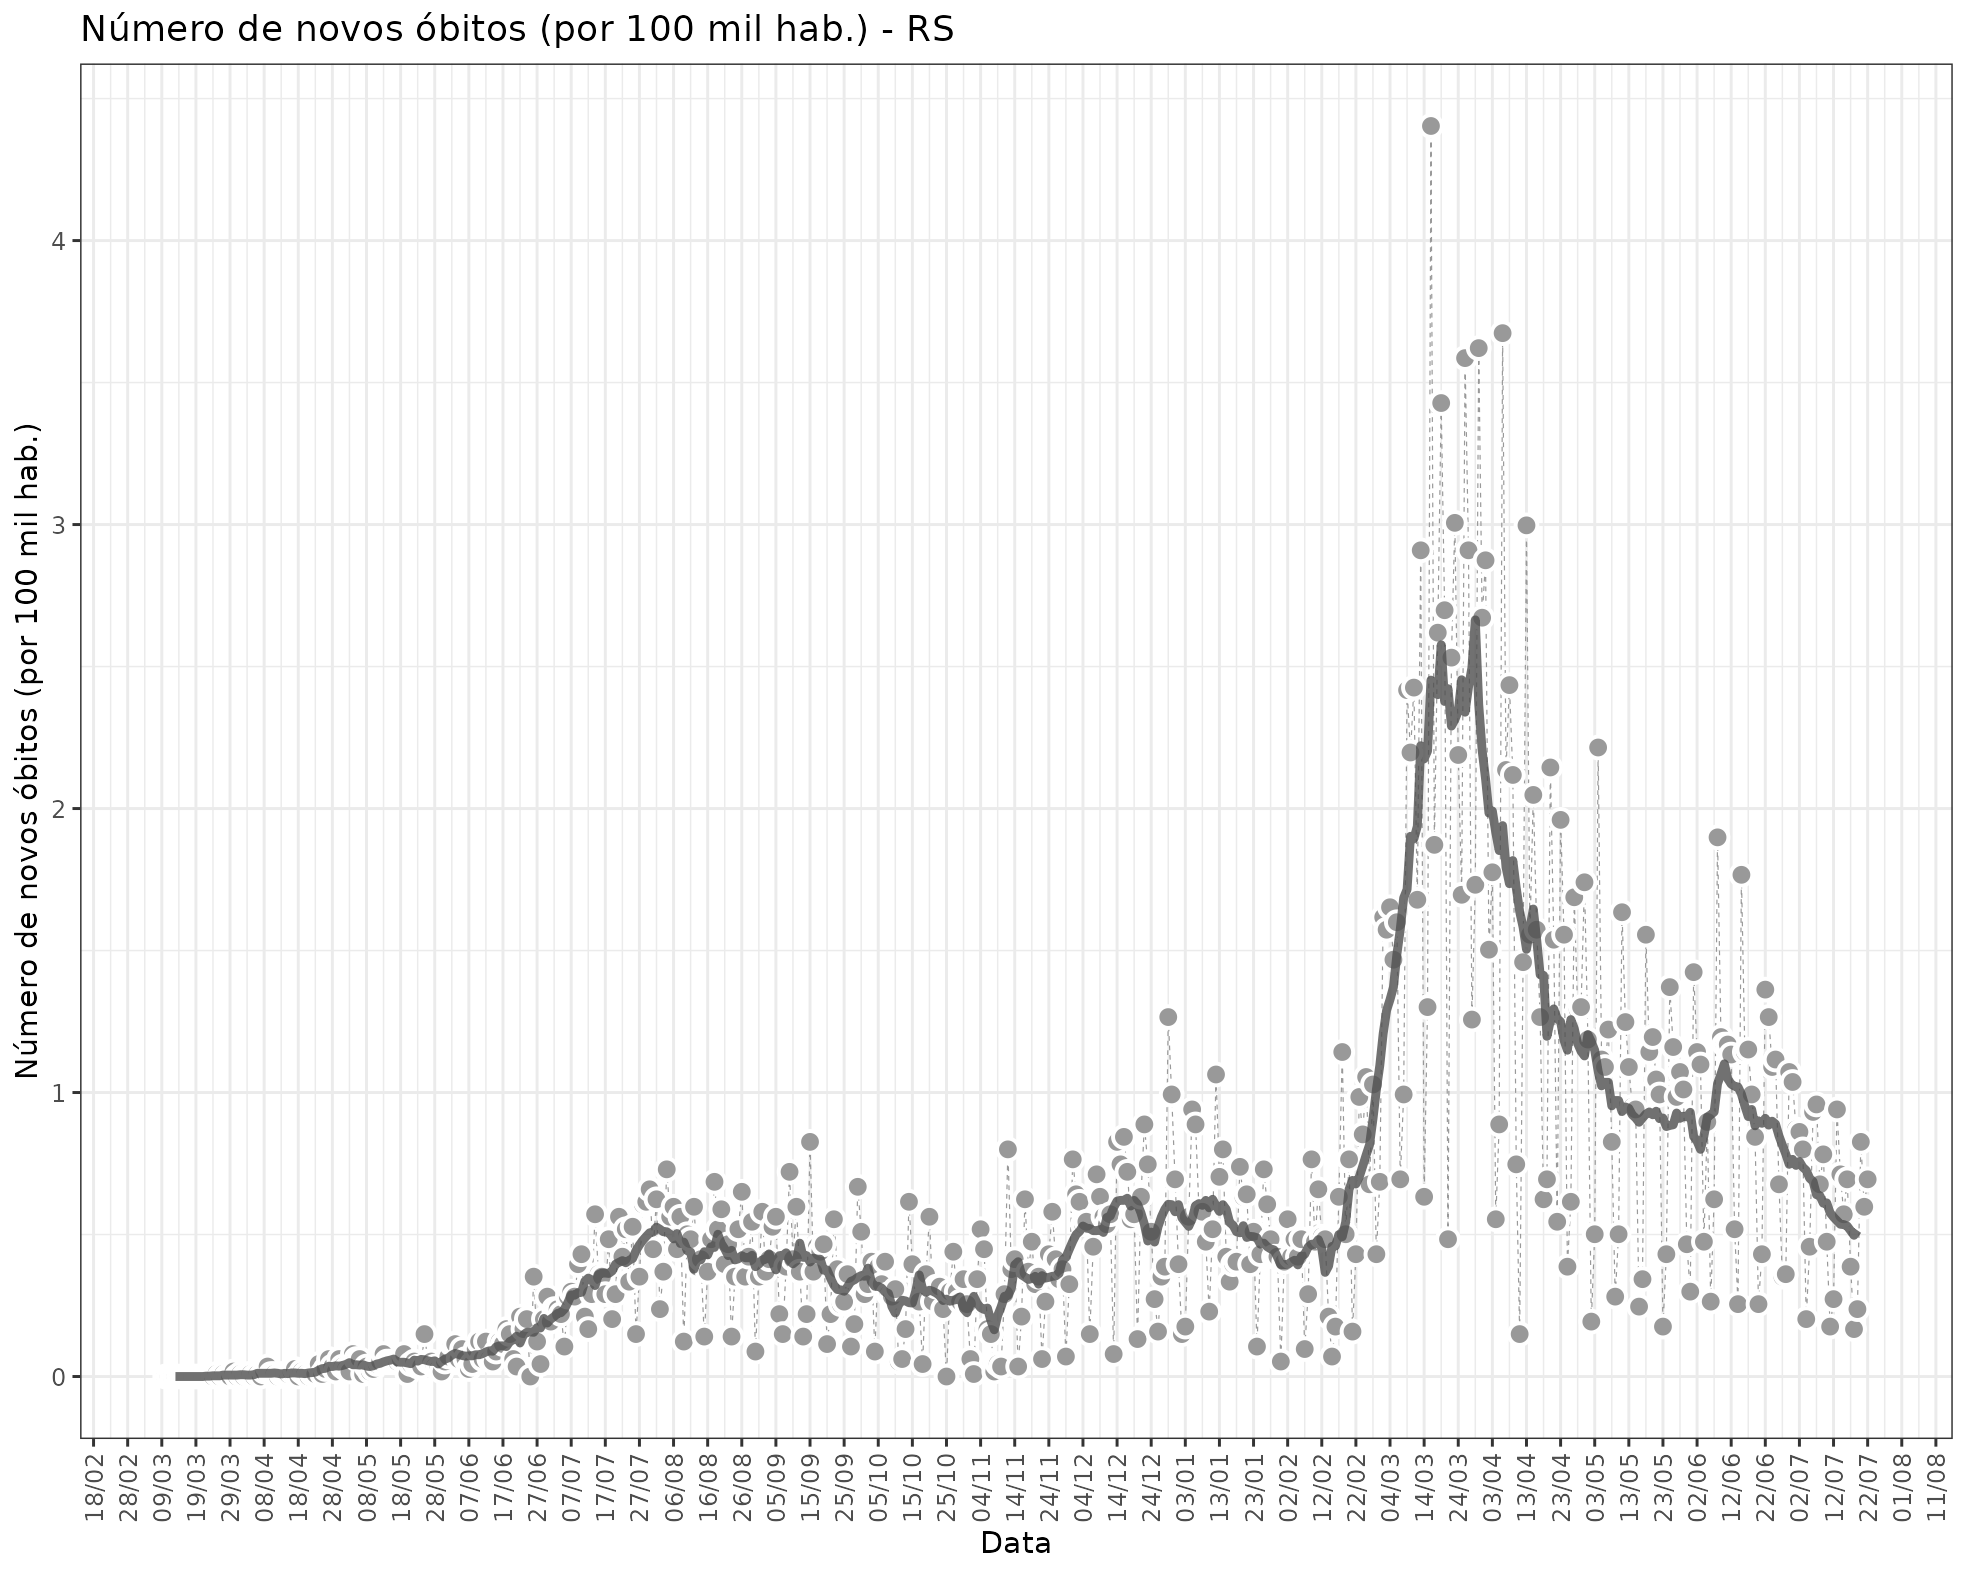 Número de novos óbitos (por 100 mil hab.) - RS
Número de novos óbitos (por 100 mil hab.)
4
3
2
1
0
18/02 28/02 09/03 19/03 29/03 08/04 18/04 28/04 08/05 18/05 28/05 07/06 17/06 27/06 07/07 17/07 27/07 06/08 16/08 26/08 05/09 15/09 25/09 05/10 15/10 25/10 04/11 14/11 24/11 04/12 14/12 24/12 03/01 13/01 23/01 02/02 12/02 22/02 04/03 14/03 24/03 03/04 13/04 23/04 03/05 13/05 23/05 02/06 12/06 22/06 02/07 12/07 22/07 01/08 11/08
Data